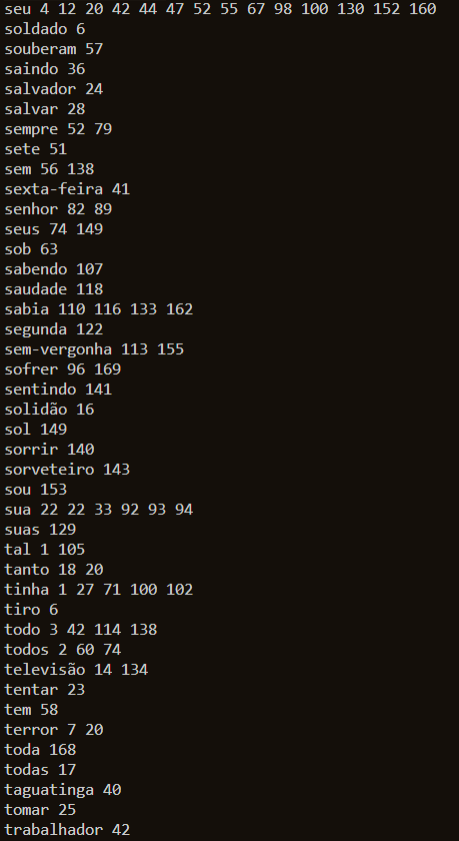 seu 4 12 20 42 44 47 52 55 67 98 100 130 152 160
soldado 6
souberam 57
saindo 36
salvador 24
salvar 28
sempre 52 79
sete 51
sem 56 138
sexta-feira 41
senhor 82 89
seus 74 149
sob 63
sabendo 107
saudade 118
sabia 110 116 133 162
segunda 122
sem-vergonha 113 155
sofrer 96 169
sentindo 141
solidão 16
sol 149
sorrir 140
sorveteiro 143
sou 153
sua 22 22 33 92 93 94
suas 129
tal 1 105
tanto 18 20
tinha 1 27 71 100 102
tiro 6
todo 3 42 114 138
todos 2 60 74
televisão 14 134
tentar 23
tem 58
terror 7 20
toda 168
todas 17
taguatinga 40
tomar 25
trabalhador 42